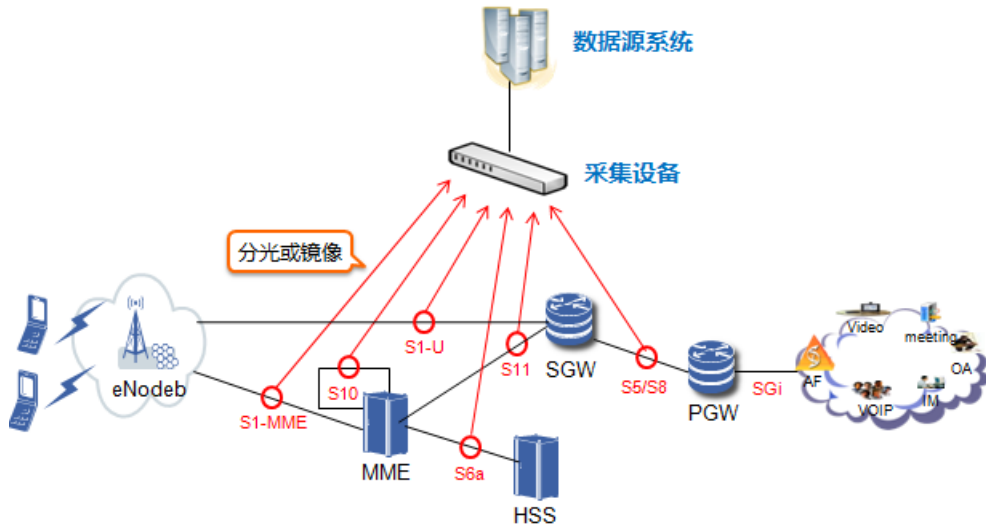 数据源系统
采集设备
分光或镜像
Video
meeting
S1-U
S11
SGW
OA
eNodeb
S10
S5/S8
SGi
AF
S1-MME
PGW
VOIP
IM
MME
S6a
HSS